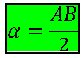 α = AB/2